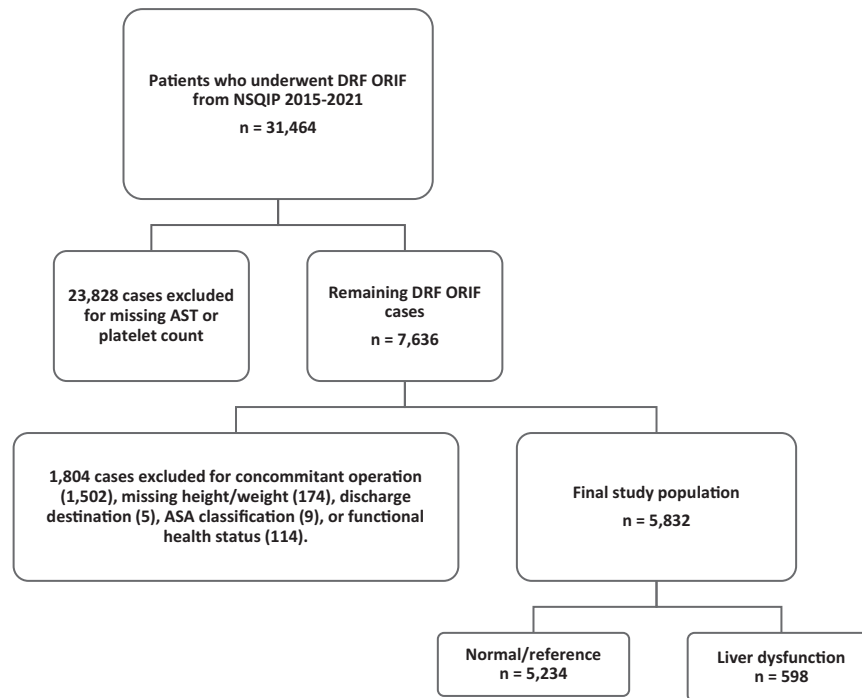 Patients who underwent DRF ORIF
from NSQIP 2015-2021
n = 31,464
23,828 cases excluded
for missing AST or
platelet count
Remaining DRF ORIF
cases
n = 7,636
1,804 cases excluded for concommitant operation
(1,502), missing height/weight (174), discharge
destination (5), ASA classification (9), or functional
health status (114).
Final study population
n = 5,832
Normal/reference
n = 5,234
Liver dysfunction
n = 598